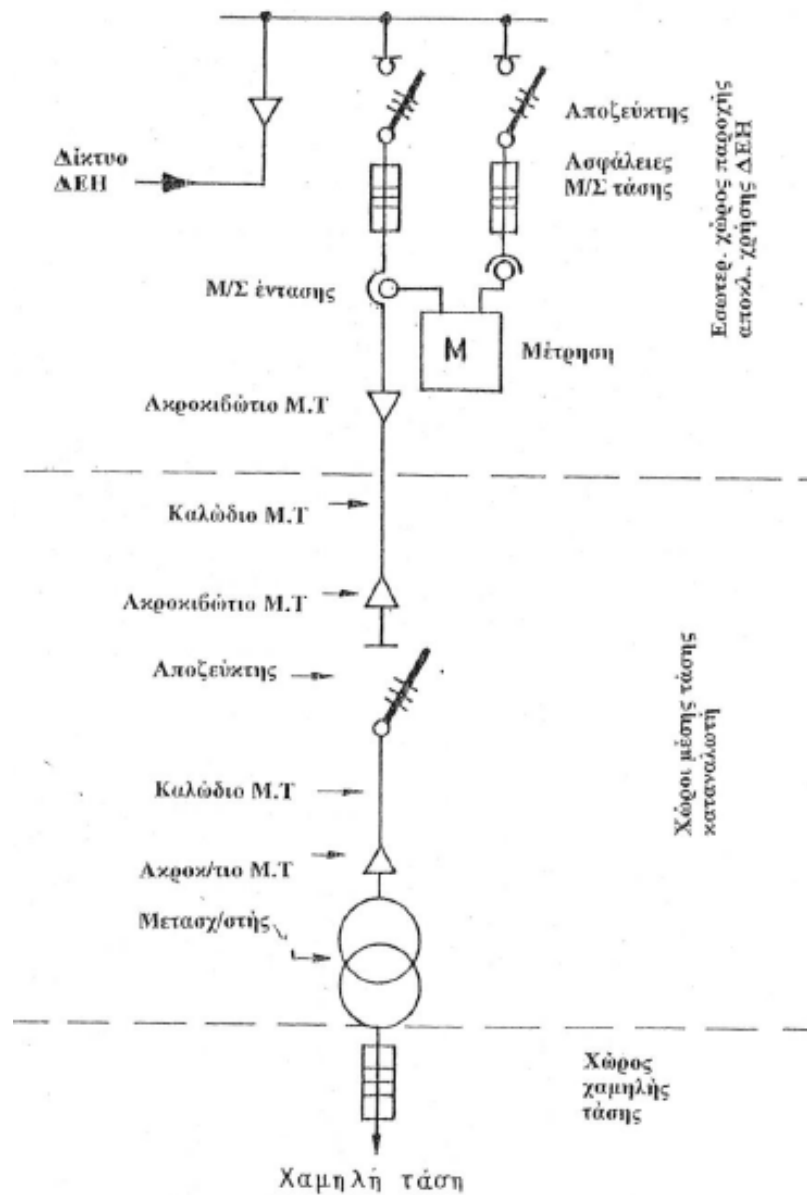 Αποζεύκτης
Δίκτυο
ΔΕΗ
Ασφάλειες
Μ/Σ τάσης
Εσωτερ. χώρος παροχής
αποκλ. χρήσης ΔΕΗ
Μ/Σ έντασης
Μ
Μέτρηση
Ακροκιβώτιο Μ.Τ
Καλώδιο Μ.Τ
Ακροκιβώτιο Μ.Τ
Αποζεύκτης
Χώροι μέσης τάσης
καταναλωτή
Καλώδιο Μ.Τ
Ακροκ/τιο Μ.Τ
Μετασχ/στής
Χώρος
χαμηλής
τάσης
Χαμηλή τάση